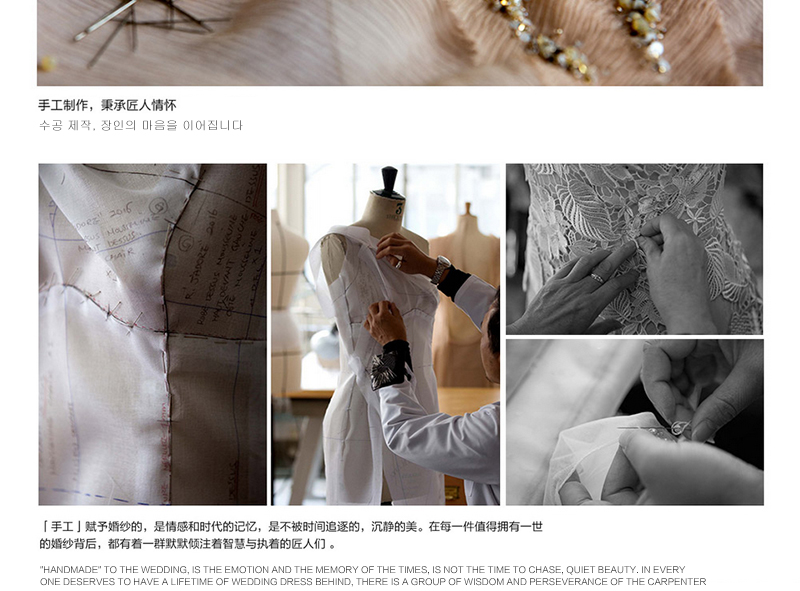 手工制作，秉承匠人情怀
수공 제작, 장인의 마음을 이어집니다
「手工」赋予婚纱的，是情感和时代的记忆，是不被时间追逐的，沉静的美。在每一件值得拥有一世
的婚纱背后，都有着一群默默倾注着智慧与执着的匠人们 。
"HANDMADE" TO THE WEDDING, IS THE EMOTION AND THE MEMORY OF THE TIMES, IS NOT THE TIME TO CHASE, QUIET BEAUTY. IN EVERY
ONE DESERVES TO HAVE A LIFETIME OF WEDDING DRESS BEHIND, THERE IS A GROUP OF WISDOM AND PERSEVERANCE OF THE CARPENTER